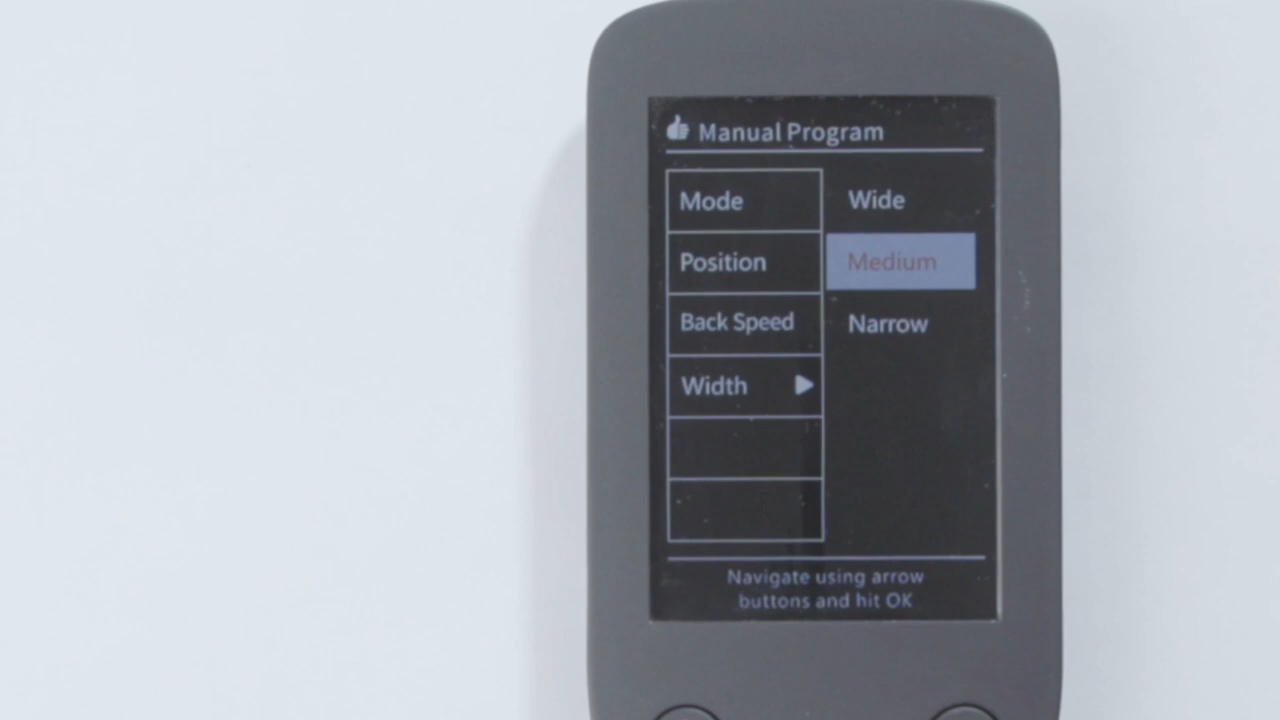 Manual Program
Mode
Wide
Position
Medium
Back Speed
Narrow
Width
Navigate using arrow
buttons and hit OK